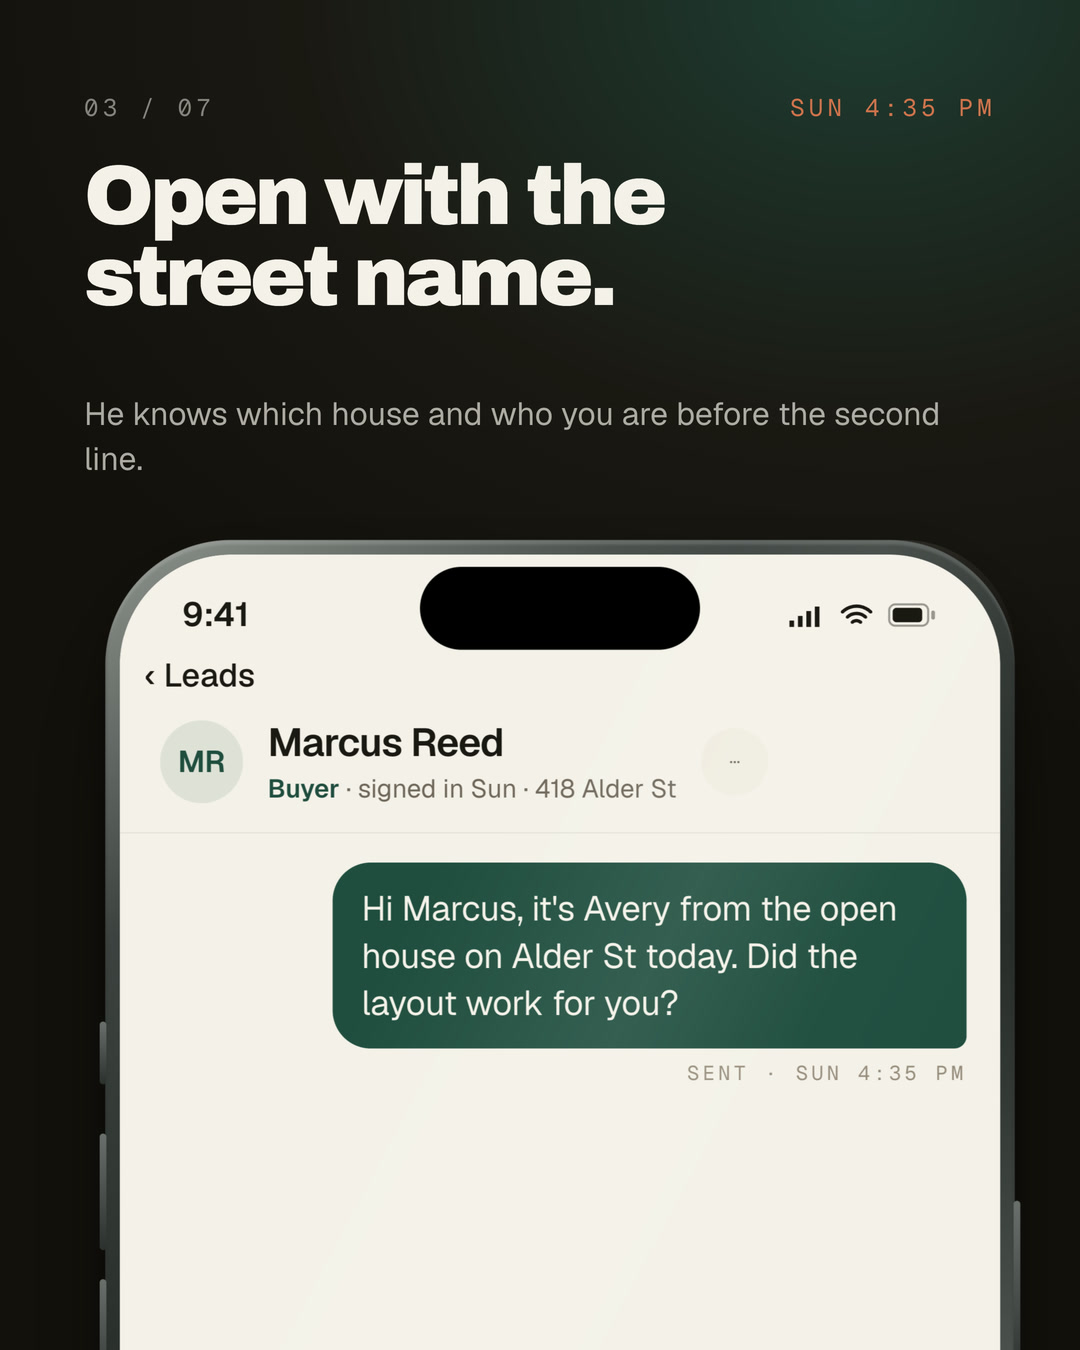 03 / 07
SUN 4:35 PM
Open with the
street name.
He knows which house and who you are before the second
line.
9:41
‹ Leads
MR
Marcus Reed
Buyer · signed in Sun · 418 Alder St
···
Hi Marcus, it's Avery from the open
house on Alder St today. Did the
layout work for you?
SENT · SUN 4:35 PM